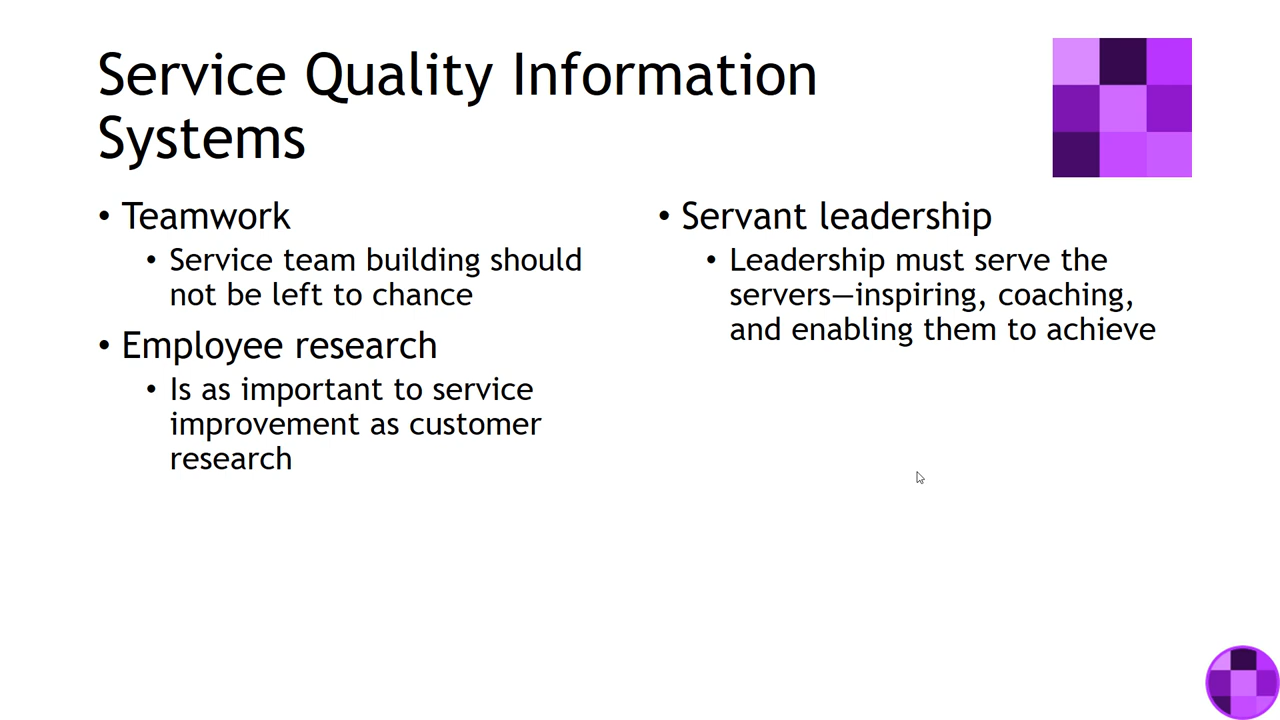 Service Quality Information
Systems
• Teamwork
• Service team building should
not be left to chance
• Employee research
• Is as important to service
improvement as customer
research
• Servant leadership
• Leadership must serve the
servers—inspiring, coaching,
and enabling them to achieve